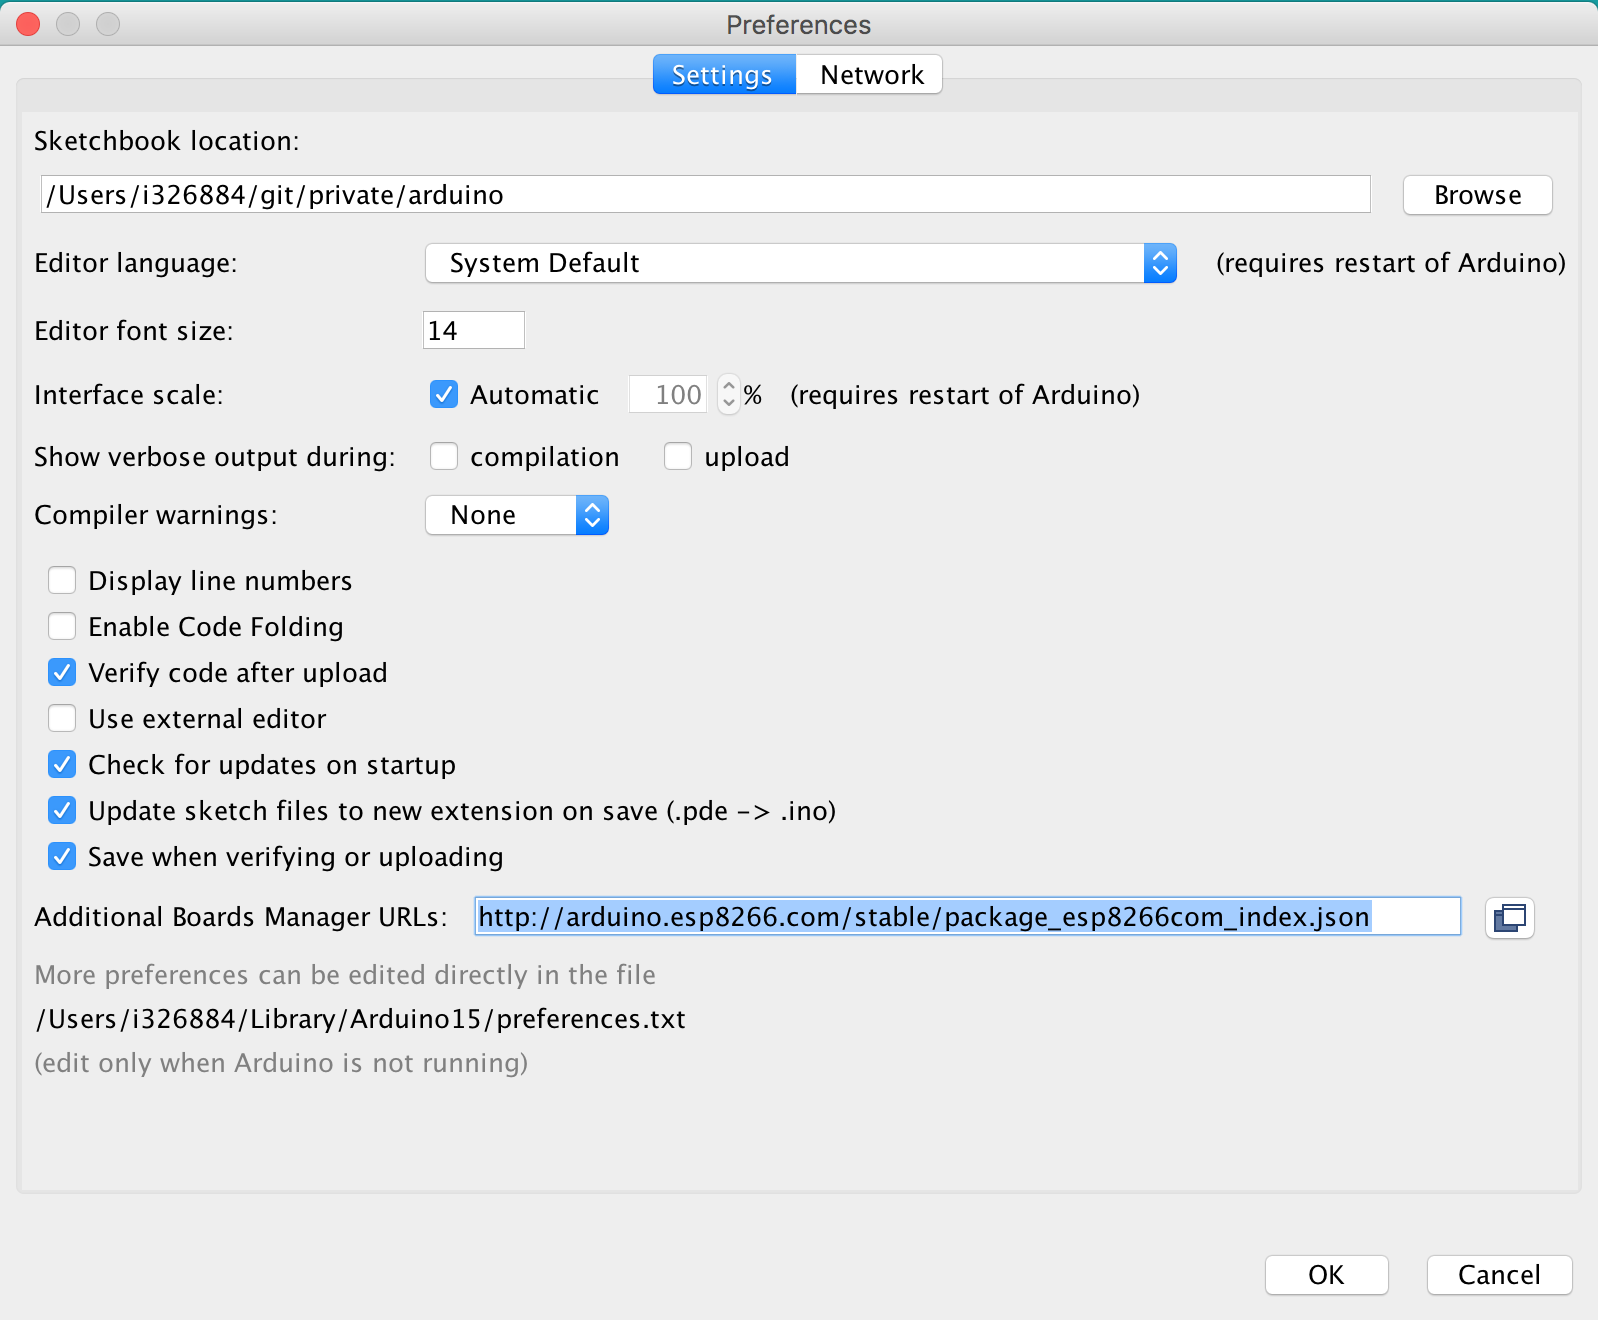 Preferences
Settings Network
Sketchbook location:
/Users/i326884/git/private/arduino Browse
Editor language: System Default (requires restart of Arduino)
Editor font size: 14
Interface scale: Automatic 100 % (requires restart of Arduino)
Show verbose output during: compilation upload
Compiler warnings: None
Display line numbers
Enable Code Folding
Verify code after upload
Use external editor
Check for updates on startup
Update sketch files to new extension on save (.pde -> .ino)
Save when verifying or uploading
Additional Boards Manager URLs: http://arduino.esp8266.com/stable/package_esp8266com_index.json
More preferences can be edited directly in the file
/Users/i326884/Library/Arduino15/preferences.txt
(edit only when Arduino is not running)
OK Cancel